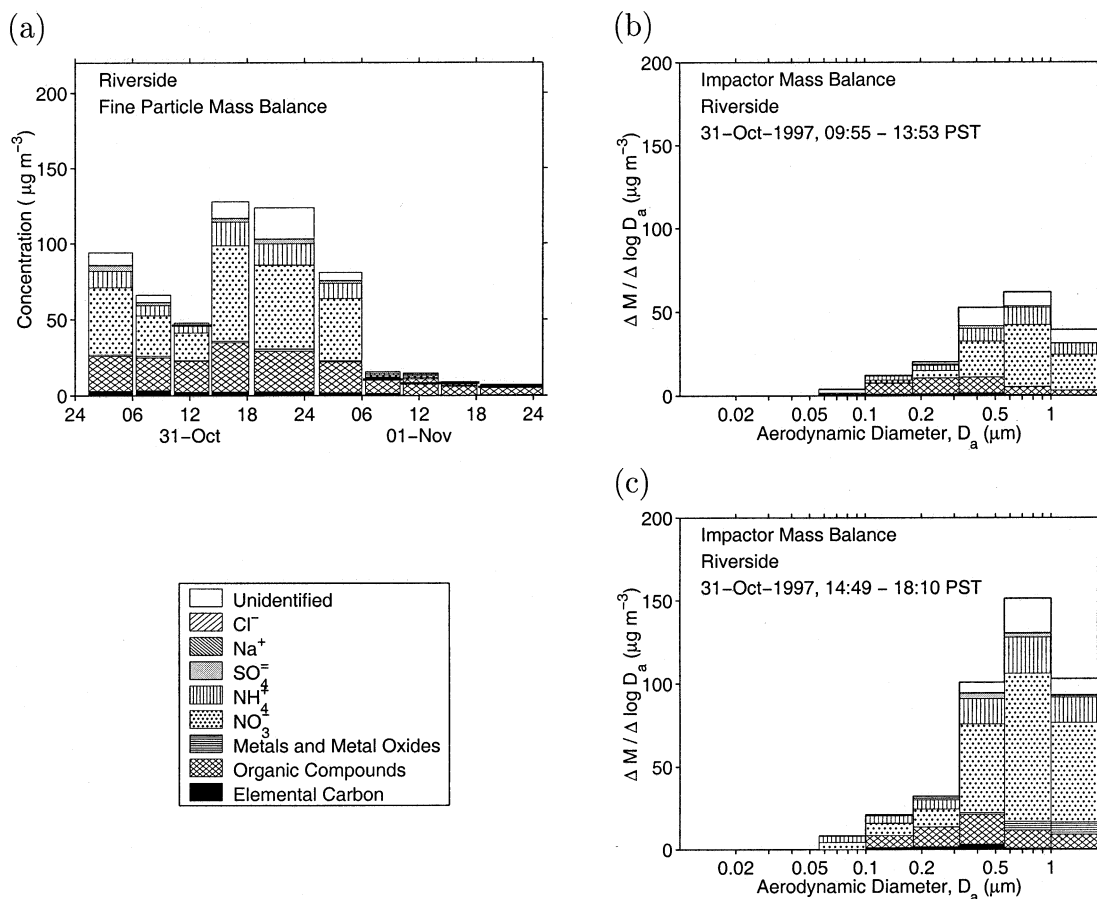 (a)
Riverside
Fine Particle Mass Balance
Concentration ( μg m⁻³)
200
150
100
50
0
24 06 12 18 24 06 12 18 24
31−Oct 01−Nov
(b)
Impactor Mass Balance
Riverside
31−Oct−1997, 09:55 − 13:53 PST
Δ M / Δ log Dₐ (μg m⁻³)
200
150
100
50
0
0.02 0.05 0.1 0.2 0.5 1
Aerodynamic Diameter, Dₐ (μm)
(c)
Impactor Mass Balance
Riverside
31−Oct−1997, 14:49 − 18:10 PST
Δ M / Δ log Dₐ (μg m⁻³)
200
150
100
50
0
0.02 0.05 0.1 0.2 0.5 1
Aerodynamic Diameter, Dₐ (μm)
Unidentified
Cl⁻
Na⁺
SO₄⁼
NH₄⁺
NO₃⁻
Metals and Metal Oxides
Organic Compounds
Elemental Carbon